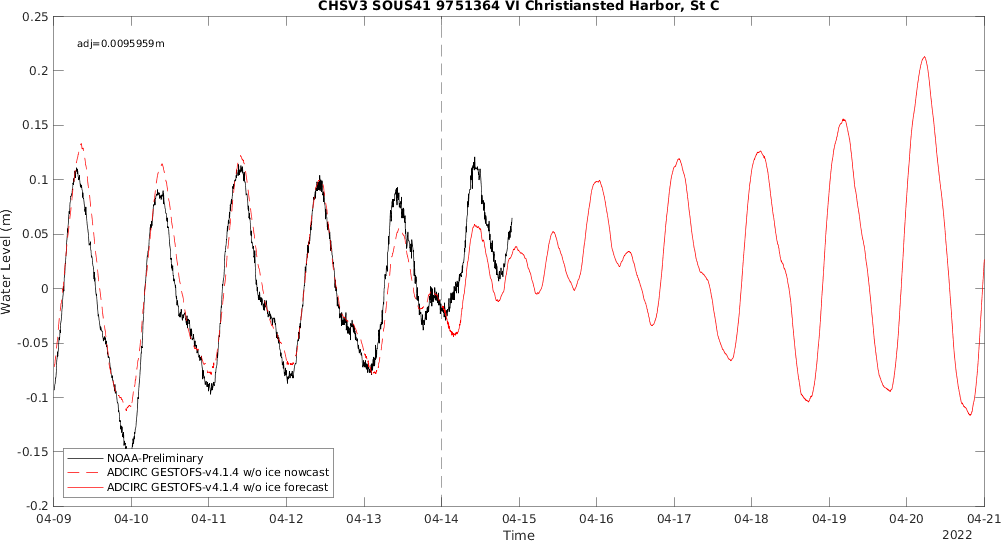 CHSV3 SOUS41 9751364 VI Christiansted Harbor, St C
0.25
adj=0.0095959m
0.2
0.15
0.1
0.05
0
-0.05
-0.1
-0.15
-0.2
Water Level (m)
NOAA-Preliminary
ADCIRC GESTOFS-v4.1.4 w/o ice nowcast
ADCIRC GESTOFS-v4.1.4 w/o ice forecast
04-09 04-10 04-11 04-12 04-13 04-14 04-15 04-16 04-17 04-18 04-19 04-20 04-21
Time
2022